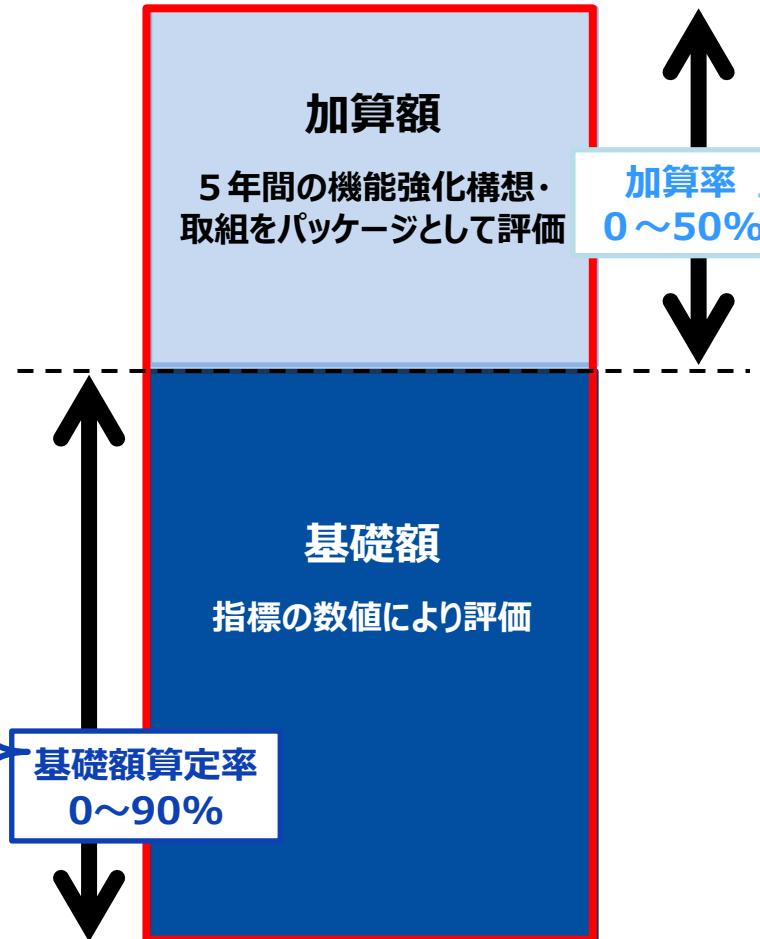 加算額
５年間の機能強化構想・
取組をパッケージとして評価
加算率
0～50%
基礎額
指標の数値により評価
基礎額算定率
0～90%